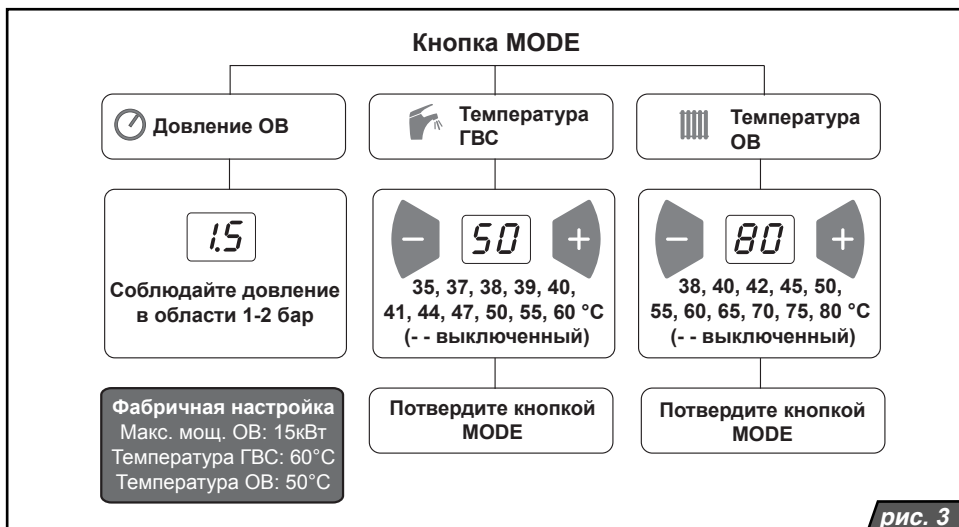 Кнопка MODE
Довление ОВ
Температура
ГВС
Температура
ОВ
1.5
Соблюдайте довление
в области 1-2 бар
– 50 +
35, 37, 38, 39, 40,
41, 44, 47, 50, 55, 60 °C
(- - выключенный)
– 80 +
38, 40, 42, 45, 50,
55, 60, 65, 70, 75, 80 °C
(- - выключенный)
Фабричная настройка
Макс. мощ. ОВ: 15кВт
Температура ГВС: 60°C
Температура ОВ: 50°C
Потвердите кнопкой
MODE
Потвердите кнопкой
MODE
рис. 3